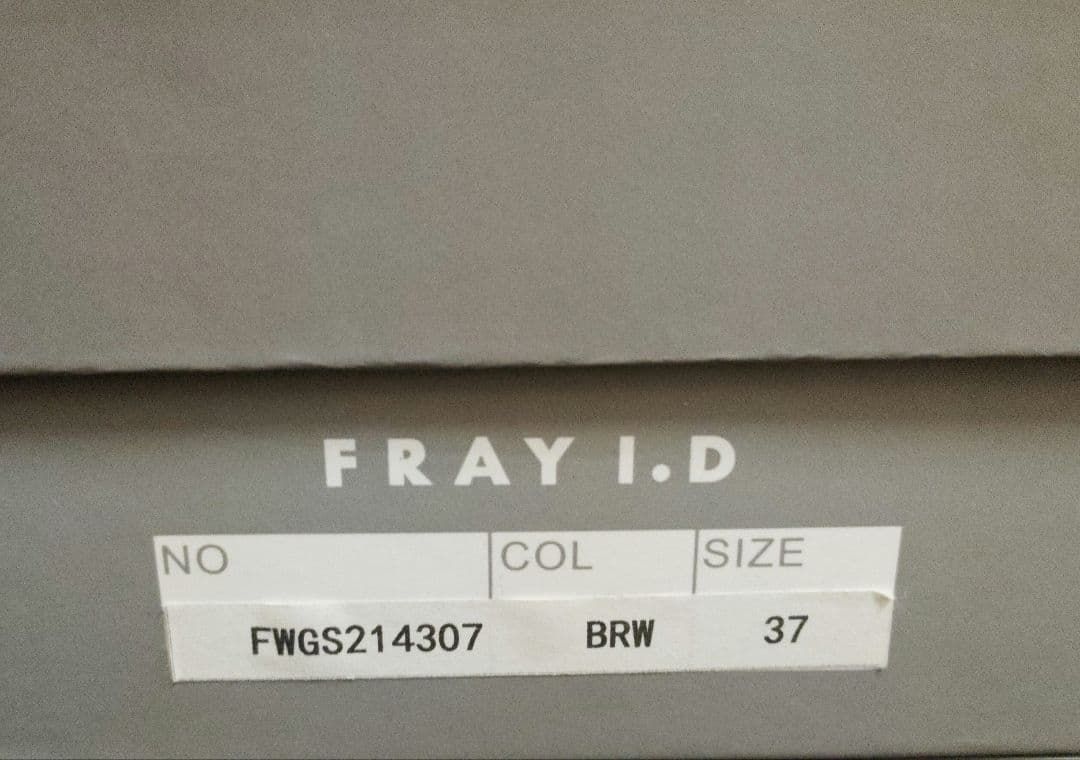 FRAY I.D
NO COL SIZE
FWGS214307 BRW 37